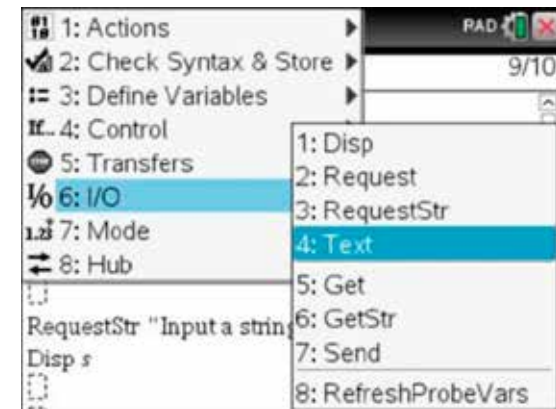 1: Actions
2: Check Syntax & Store
3: Define Variables
If... 4: Control
5: Transfers
I/O 6: I/O
7: Mode
8: Hub
RAD
9/10
1: Disp
2: Request
3: RequestStr
4: Text
5: Get
6: GetStr
7: Send
8: RefreshProbeVars
RequestStr "Input a string
Disp s